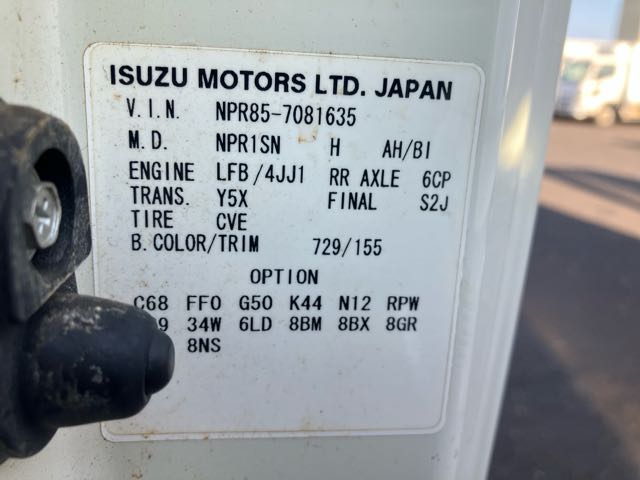 ISUZU MOTORS LTD. JAPAN
V.I.N. NPR85-7081635
M.D. NPR1SN H AH/BI
ENGINE LFB/4JJ1 RR AXLE 6CP
TRANS. Y5X FINAL S2J
TIRE CVE
B.COLOR/TRIM 729/155
OPTION
C68 FF0 G50 K44 N12 RPW
34W 6LD 8BM 8BX 8GR
8NS